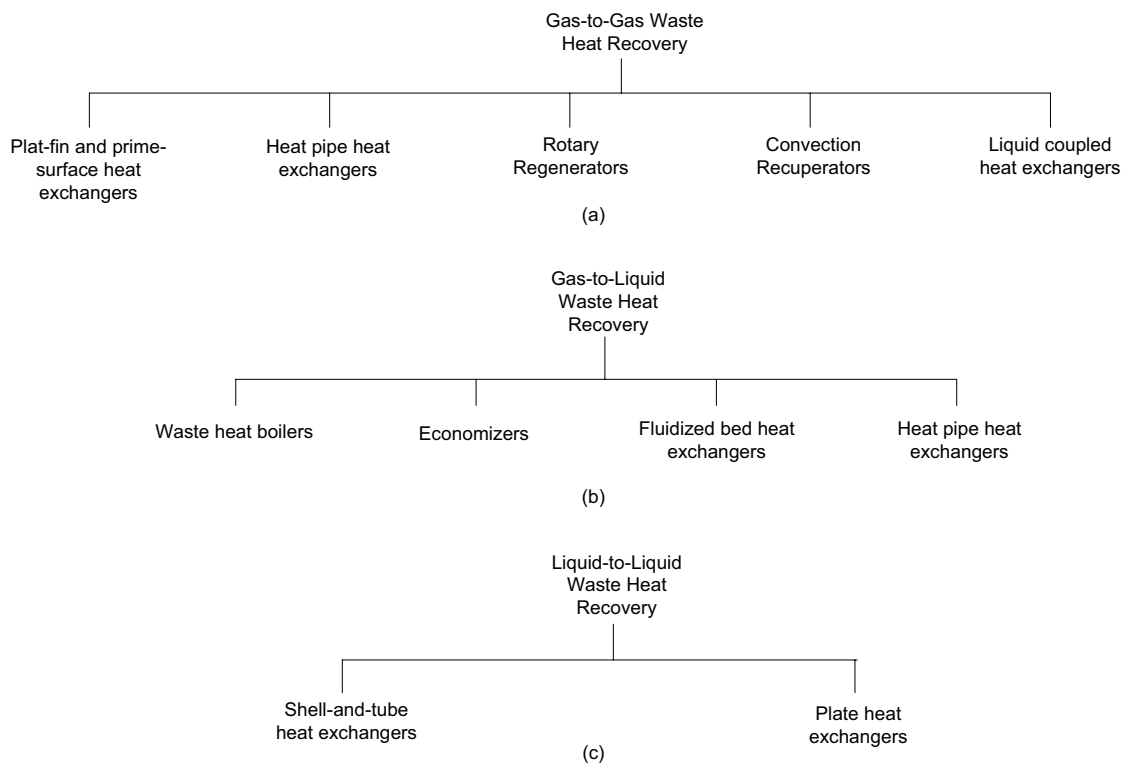 Gas-to-Gas Waste
Heat Recovery
Plat-fin and prime-
surface heat
exchangers
Heat pipe heat
exchangers
Rotary
Regenerators
Convection
Recuperators
Liquid coupled
heat exchangers
(a)
Gas-to-Liquid
Waste Heat
Recovery
Waste heat boilers
Economizers
Fluidized bed heat
exchangers
Heat pipe heat
exchangers
(b)
Liquid-to-Liquid
Waste Heat
Recovery
Shell-and-tube
heat exchangers
Plate heat
exchangers
(c)